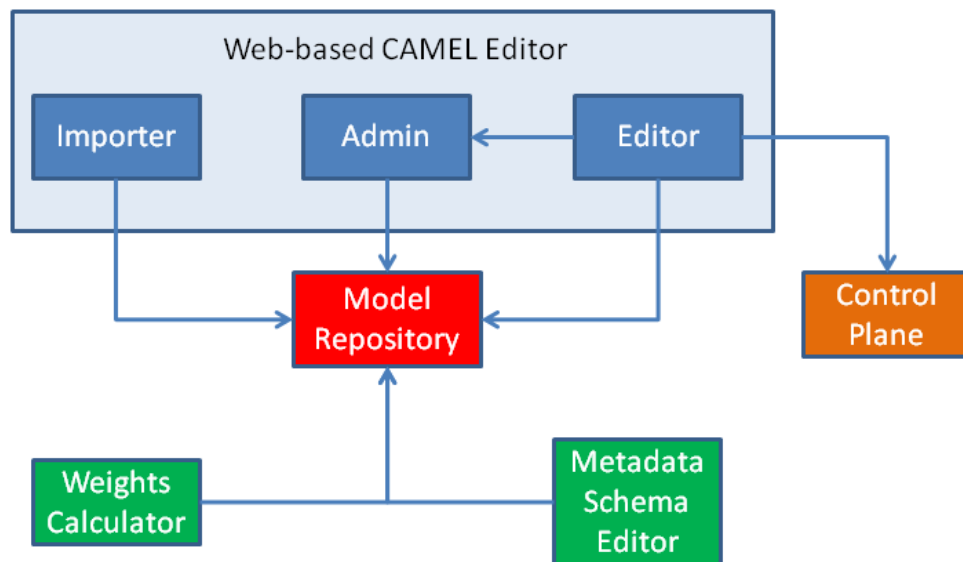 Web-based CAMEL Editor
Importer
Admin
Editor
Model
Repository
Control
Plane
Weights
Calculator
Metadata
Schema
Editor